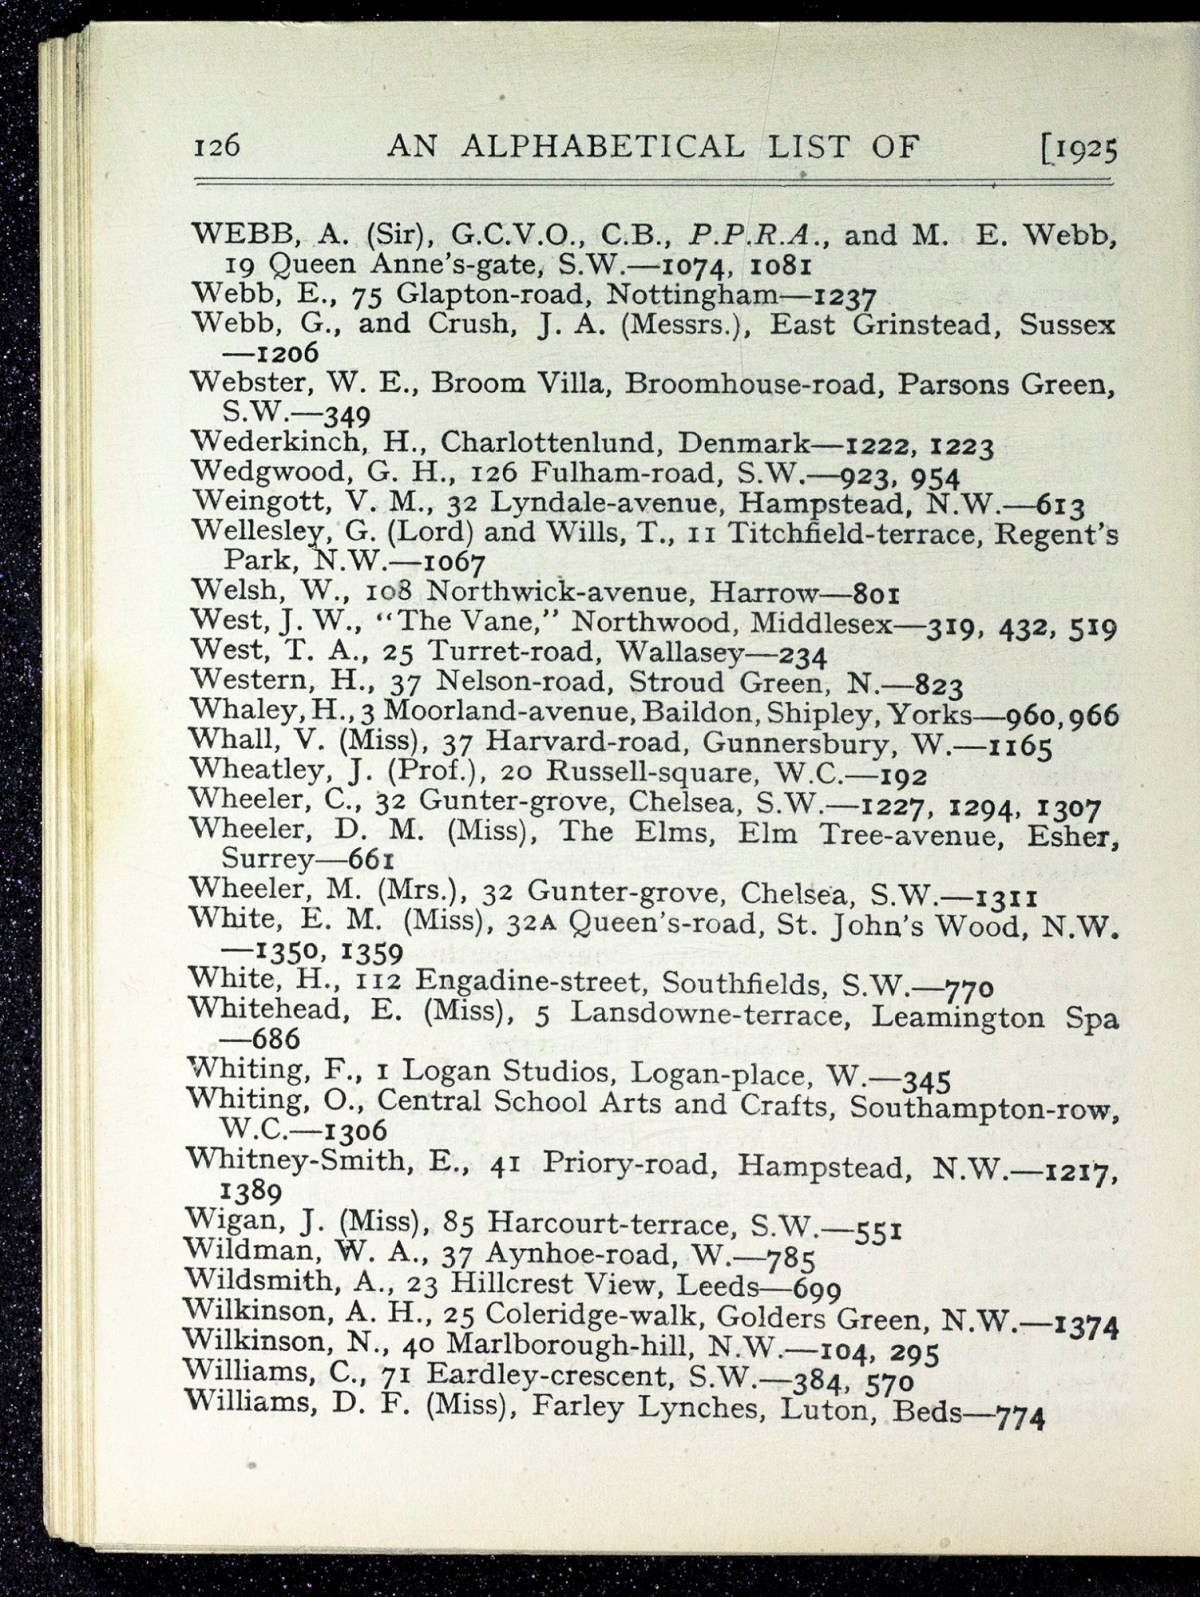 126 AN ALPHABETICAL LIST OF [1925
WEBB, A. (Sir), G.C.V.O., C.B., P.P.R.A., and M. E. Webb,
19 Queen Anne's-gate, S.W.—1074, 1081
Webb, E., 75 Glapton-road, Nottingham—1237
Webb, G., and Crush, J. A. (Messrs.), East Grinstead, Sussex
—1206
Webster, W. E., Broom Villa, Broomhouse-road, Parsons Green,
S.W.—349
Wederkinch, H., Charlottenlund, Denmark—1222, 1223
Wedgwood, G. H., 126 Fulham-road, S.W.—923, 954
Weingott, V. M., 32 Lyndale-avenue, Hampstead, N.W.—613
Wellesley, G. (Lord) and Wills, T., 11 Titchfield-terrace, Regent's
Park, N.W.—1067
Welsh, W., 108 Northwick-avenue, Harrow—801
West, J. W., "The Vane," Northwood, Middlesex—319, 432, 519
West, T. A., 25 Turret-road, Wallasey—234
Western, H., 37 Nelson-road, Stroud Green, N.—823
Whaley, H., 3 Moorland-avenue, Baildon, Shipley, Yorks—960, 966
Whall, V. (Miss), 37 Harvard-road, Gunnersbury, W.—1165
Wheatley, J. (Prof.), 20 Russell-square, W.C.—192
Wheeler, C., 32 Gunter-grove, Chelsea, S.W.—1227, 1294, 1307
Wheeler, D. M. (Miss), The Elms, Elm Tree-avenue, Esher,
Surrey—661
Wheeler, M. (Mrs.), 32 Gunter-grove, Chelsea, S.W.—1311
White, E. M. (Miss), 32A Queen's-road, St. John's Wood, N.W.
—1350, 1359
White, H., 112 Engadine-street, Southfields, S.W.—770
Whitehead, E. (Miss), 5 Lansdowne-terrace, Leamington Spa
—686
Whiting, F., 1 Logan Studios, Logan-place, W.—345
Whiting, O., Central School Arts and Crafts, Southampton-row,
W.C.—1306
Whitney-Smith, E., 41 Priory-road, Hampstead, N.W.—1217,
1389
Wigan, J. (Miss), 85 Harcourt-terrace, S.W.—551
Wildman, W. A., 37 Aynhoe-road, W.—785
Wildsmith, A., 23 Hillcrest View, Leeds—699
Wilkinson, A. H., 25 Coleridge-walk, Golders Green, N.W.—1374
Wilkinson, N., 40 Marlborough-hill, N.W.—104, 295
Williams, C., 71 Eardley-crescent, S.W.—384, 570
Williams, D. F. (Miss), Farley Lynches, Luton, Beds—774